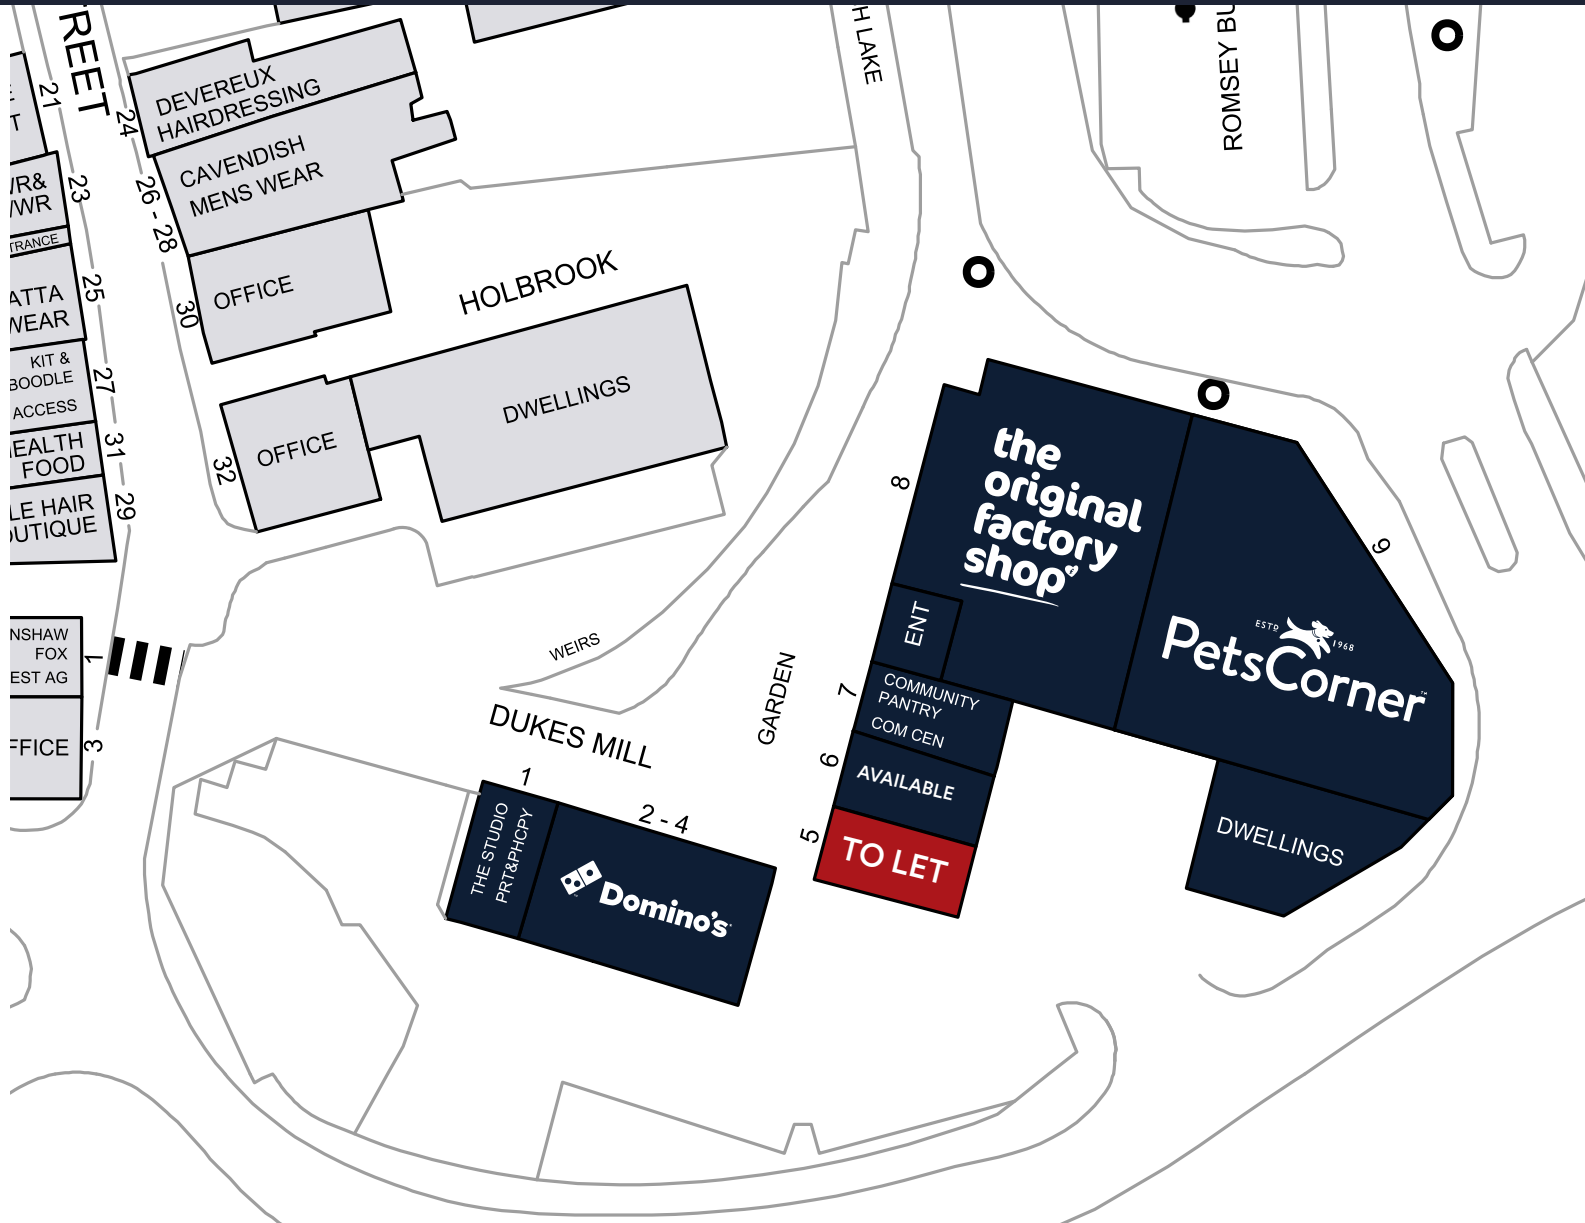 REET
21
24
DEVEREUX
HAIRDRESSING
CAVENDISH
MENS WEAR
26 - 28
23
WR&
WWR
TRANCE
25
ATTA
WEAR
OFFICE
30
KIT &
BOODLE
ACCESS
27
31
EALTH
FOOD
LE HAIR
OUTIQUE
29
OFFICE
32
HOLBROOK
DWELLINGS
H LAKE
ROMSEY BU
NSHAW
FOX
EST AG
1
FFICE
3
WEIRS
DUKES MILL
GARDEN
1
THE STUDIO
PRT&PHCPY
2 - 4
Domino's
8
the
original
factory
shop
ENT
7
COMMUNITY
PANTRY
COM CEN
6
AVAILABLE
5
TO LET
9
ESTD 1968
PetsCorner™
DWELLINGS